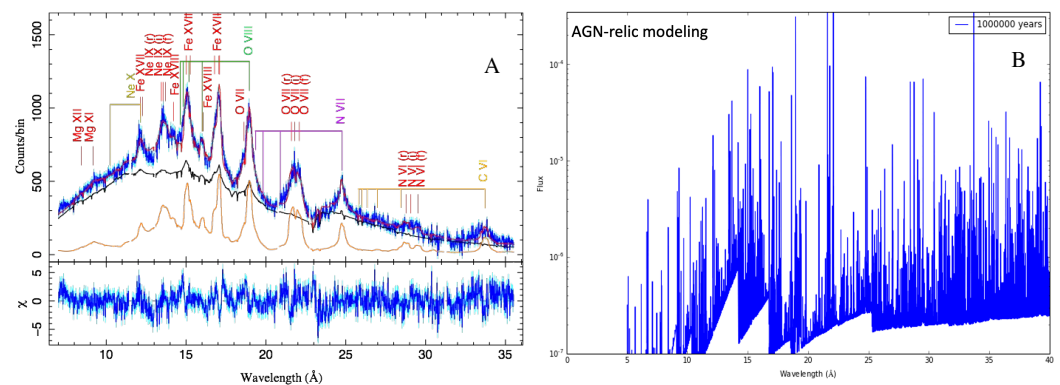 A
Mg XII
Mg XI
Ne X
Fe XVII
Ne IX (r)
Ne IX (i)
Ne IX (f)
Fe XVIII
Fe XVII
Fe XVIII
Fe XVII
O VII
O VIII
O VII (r)
O VII (i)
O VII (f)
N VII
N VI (r)
N VI (i)
N VI (f)
C VI
Counts/bin
1500
1000
500
0
χ
5
0
-5
10 15 20 25 30 35
Wavelength (Å)
AGN-relic modeling
1000000 years
B
Flux
10⁻⁴
10⁻⁵
10⁻⁶
10⁻⁷
0 5 10 15 20 25 30 35 40
Wavelength (Å)